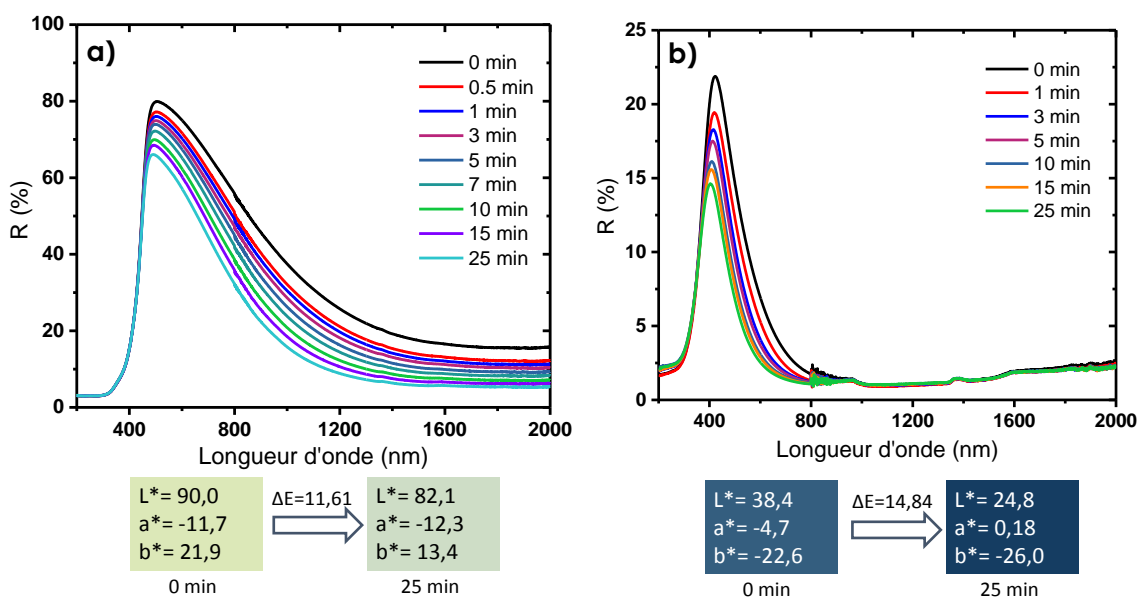 a)
100
80
60
40
20
0
R (%)
400 800 1200 1600 2000
Longueur d'onde (nm)
0 min
0.5 min
1 min
3 min
5 min
7 min
10 min
15 min
25 min
L*= 90,0
a*= -11,7
b*= 21,9
0 min
ΔE=11,61
L*= 82,1
a*= -12,3
b*= 13,4
25 min
b)
25
20
15
10
5
0
R (%)
400 800 1200 1600 2000
Longueur d'onde (nm)
0 min
1 min
3 min
5 min
10 min
15 min
25 min
L*= 38,4
a*= -4,7
b*= -22,6
0 min
ΔE=14,84
L*= 24,8
a*= 0,18
b*= -26,0
25 min